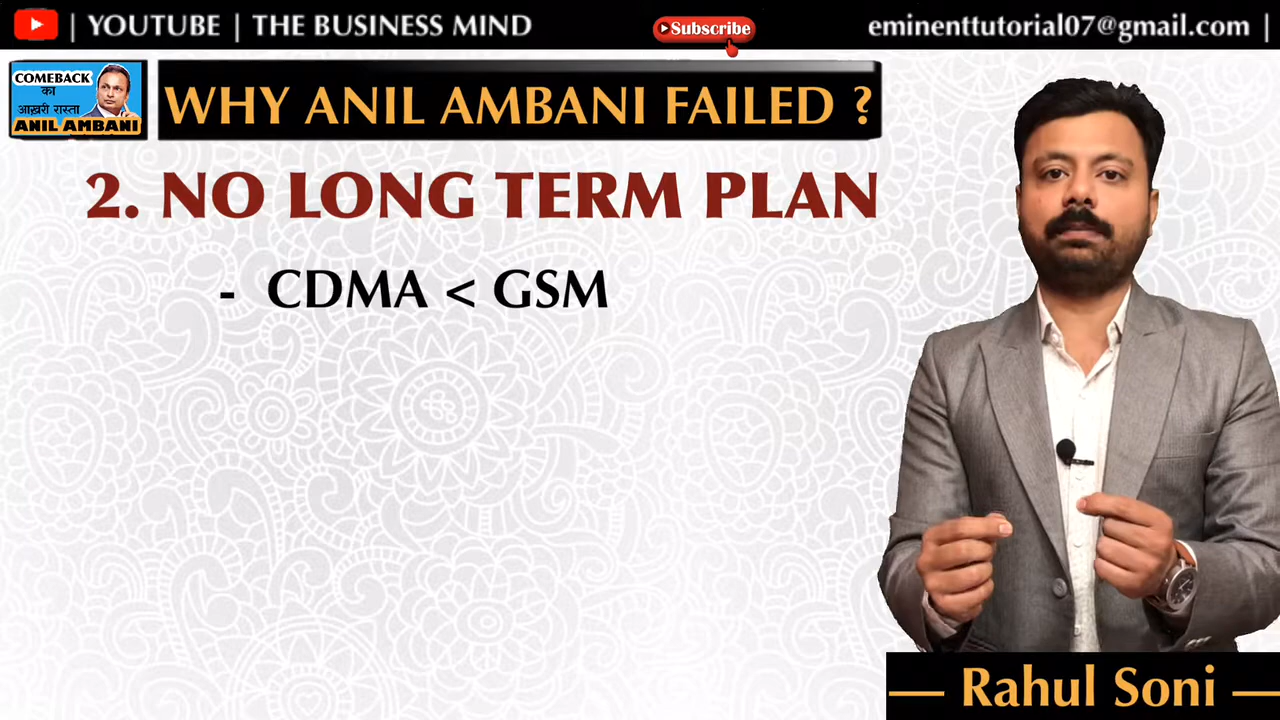 | YOUTUBE | THE BUSINESS MIND
Subscribe
eminenttutorial07@gmail.com |
COMEBACK
का
आख़री रास्ता
ANIL AMBANI
WHY ANIL AMBANI FAILED ?
2. NO LONG TERM PLAN
- CDMA < GSM
— Rahul Soni —